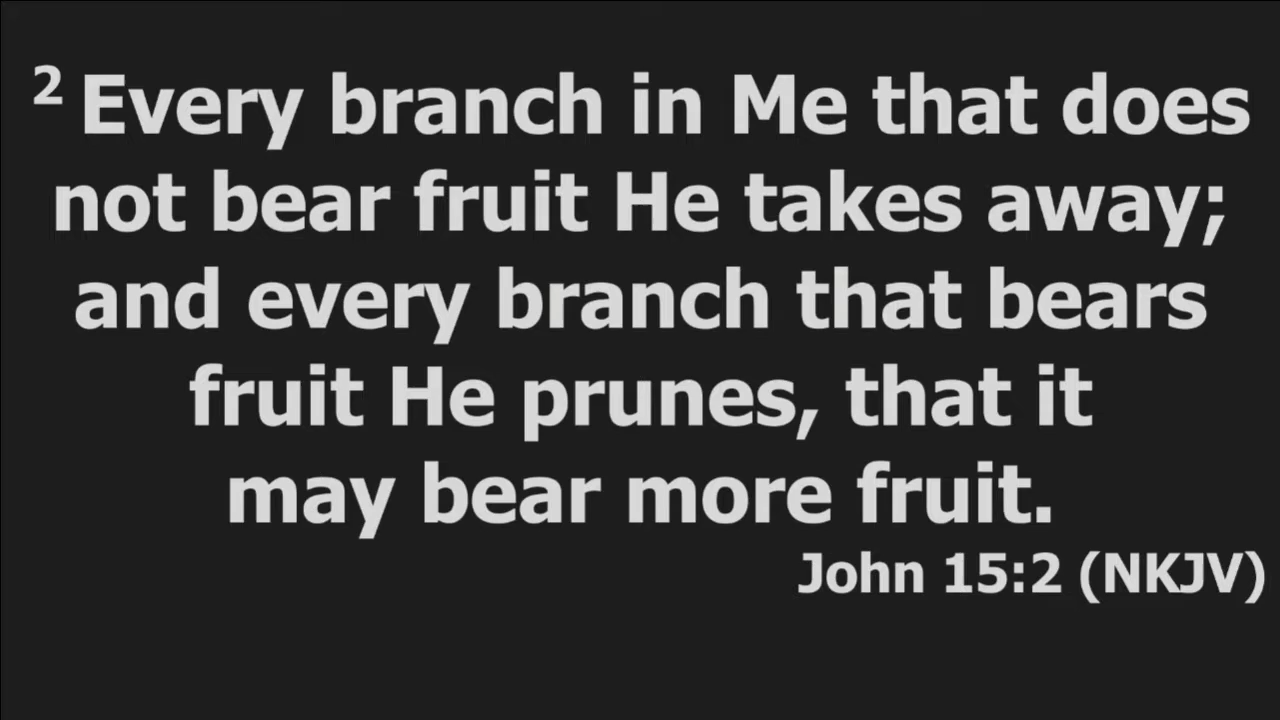 2 Every branch in Me that does
not bear fruit He takes away;
and every branch that bears
fruit He prunes, that it
may bear more fruit.
John 15:2 (NKJV)